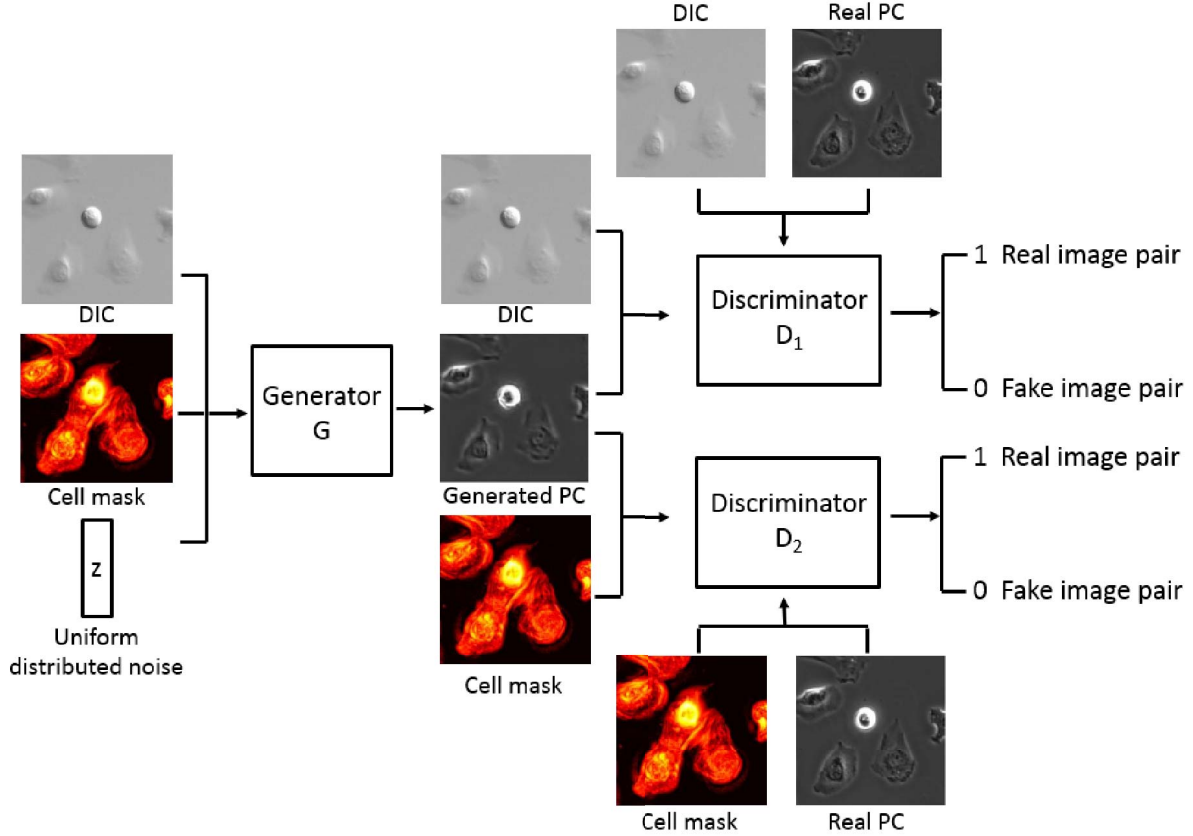 DIC
Real PC
DIC
Cell mask
z
Uniform
distributed noise
Generator
G
DIC
Generated PC
Cell mask
Discriminator
D1
1 Real image pair
0 Fake image pair
Discriminator
D2
1 Real image pair
0 Fake image pair
Cell mask
Real PC